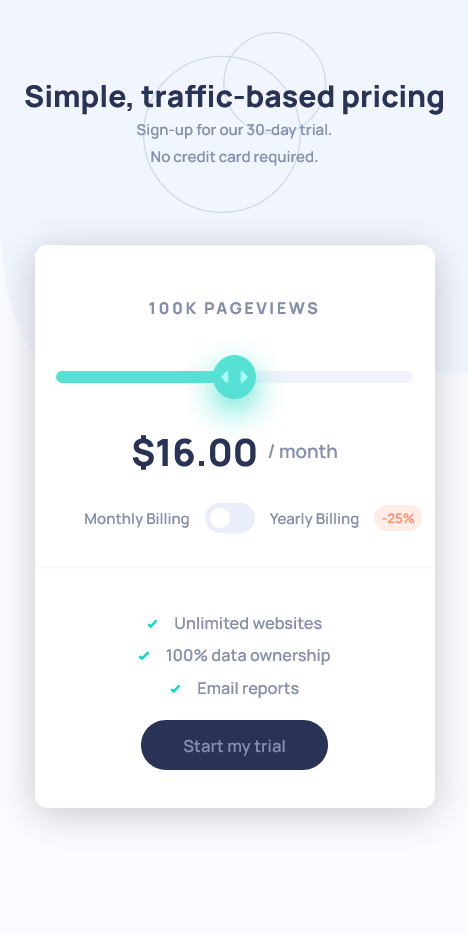 Simple, traffic-based pricing
Sign-up for our 30-day trial.
No credit card required.
100K PAGEVIEWS
$16.00 / month
Monthly Billing Yearly Billing -25%
Unlimited websites
100% data ownership
Email reports
Start my trial